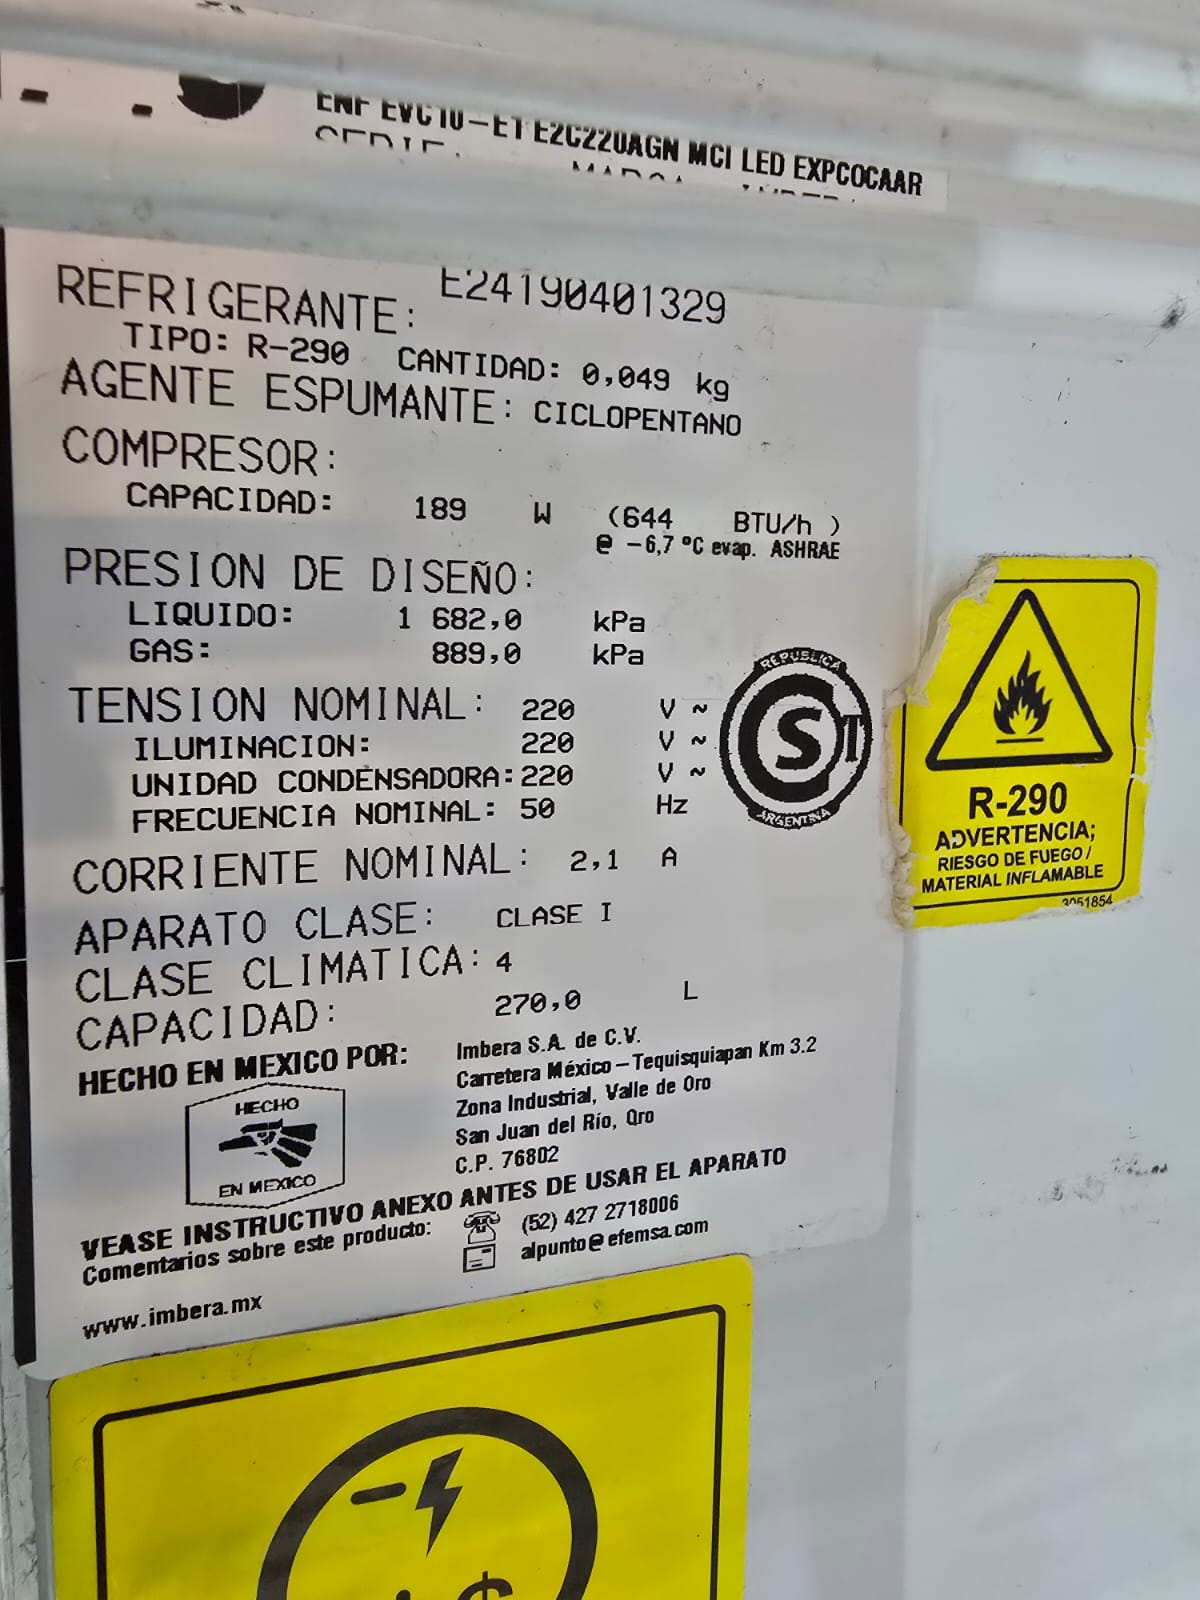 ENF EVC10-E1 E2C220AGN MCI LED EXPCOCAAR
E24190401329
REFRIGERANTE:
TIPO: R-290 CANTIDAD: 0,049 kg
AGENTE ESPUMANTE: CICLOPENTANO
COMPRESOR:
CAPACIDAD: 189 W (644 BTU/h )
@ -6,7 °C evap. ASHRAE
PRESION DE DISEÑO:
LIQUIDO: 1 682,0 kPa
GAS: 889,0 kPa
TENSION NOMINAL: 220 V ~
ILUMINACION: 220 V ~
UNIDAD CONDENSADORA: 220 V ~
FRECUENCIA NOMINAL: 50 Hz
REPUBLICA
CST
ARGENTINA
CORRIENTE NOMINAL: 2,1 A
APARATO CLASE: CLASE I
CLASE CLIMATICA: 4
CAPACIDAD: 270,0 L
HECHO EN MEXICO POR:
Imbera S.A. de C.V.
Carretera México – Tequisquiapan Km 3.2
Zona Industrial, Valle de Oro
San Juan del Río, Qro
C.P. 76802
HECHO
EN MEXICO
VEASE INSTRUCTIVO ANEXO ANTES DE USAR EL APARATO
Comentarios sobre este producto:
(52) 427 2718006
alpunto@efemsa.com
www.imbera.mx
R-290
ADVERTENCIA;
RIESGO DE FUEGO /
MATERIAL INFLAMABLE
3051854